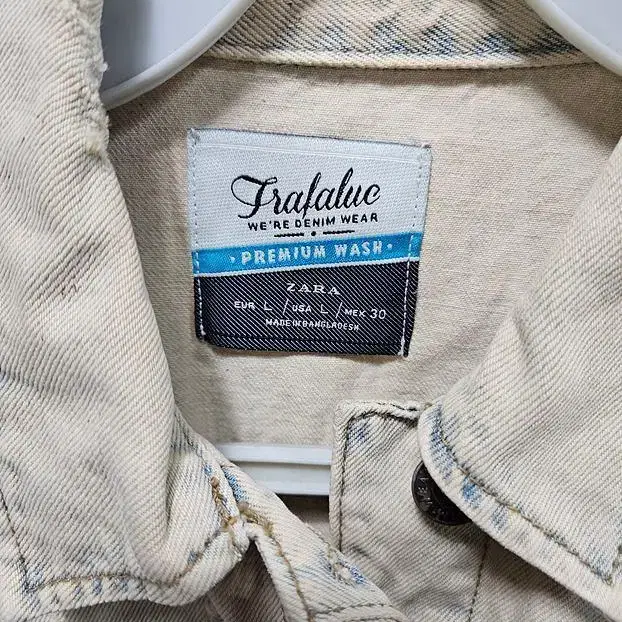 Trafaluc
WE'RE DENIM WEAR
• PREMIUM WASH •
ZARA
EUR L / USA L / MEX 30
MADE IN BANGLADESH